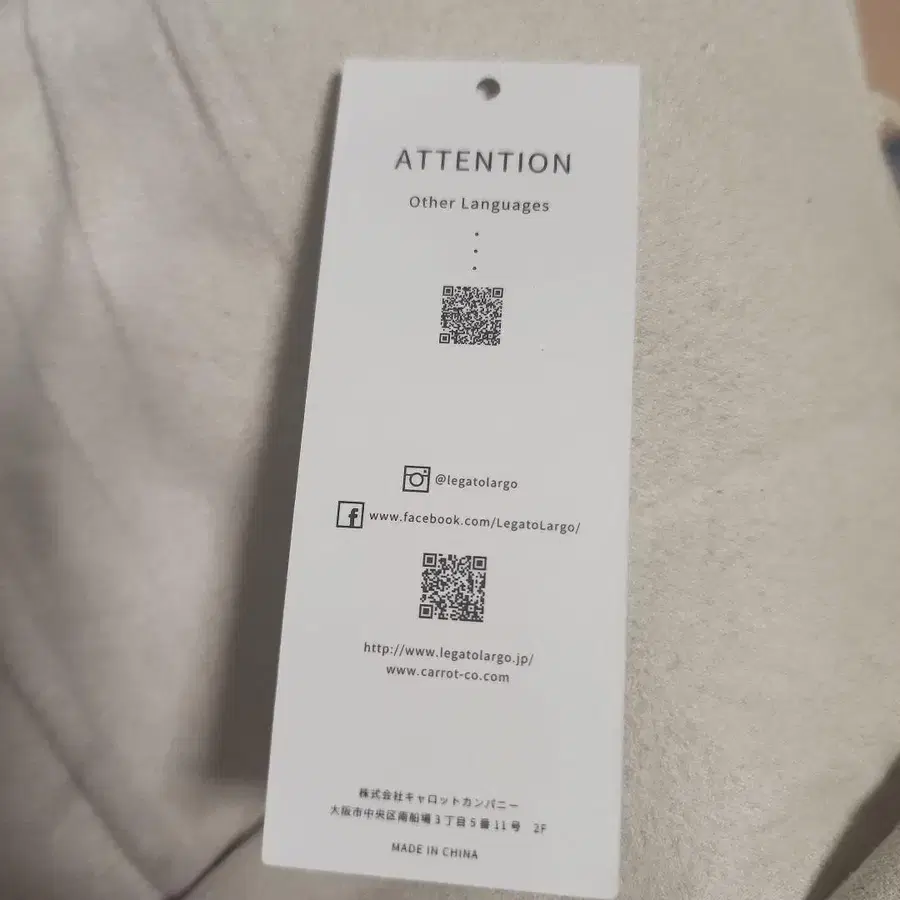 ATTENTION
Other Languages
@legatolargo
www.facebook.com/LegatoLargo/
http://www.legatolargo.jp/
www.carrot-co.com
株式会社キャロットカンパニー
大阪市中央区南船場3丁目5番11号 2F
MADE IN CHINA